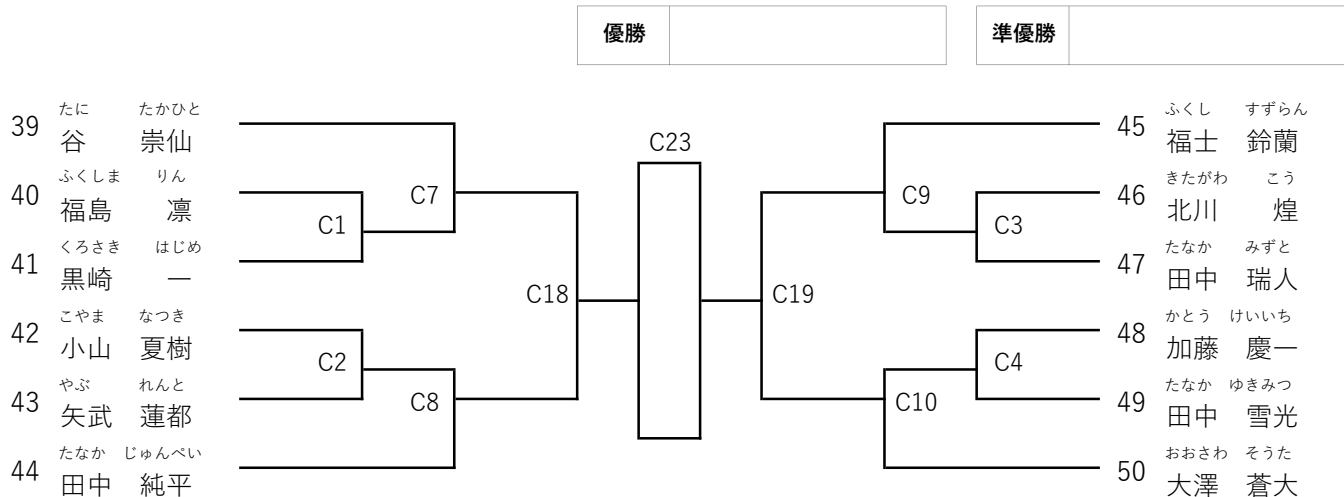 優勝 準優勝
たに たかひと
39 谷 崇仙
ふくしま りん
40 福島 凛
くろさき はじめ
41 黒崎 一
こやま なつき
42 小山 夏樹
やぶ れんと
43 矢武 蓮都
たなか じゅんぺい
44 田中 純平
C1
C2
C7
C8
C18
C23
C19
C9
C10
C3
C4
ふくし すずらん
45 福士 鈴蘭
きたがわ こう
46 北川 煌
たなか みずと
47 田中 瑞人
かとう けいいち
48 加藤 慶一
たなか ゆきみつ
49 田中 雪光
おおさわ そうた
50 大澤 蒼大